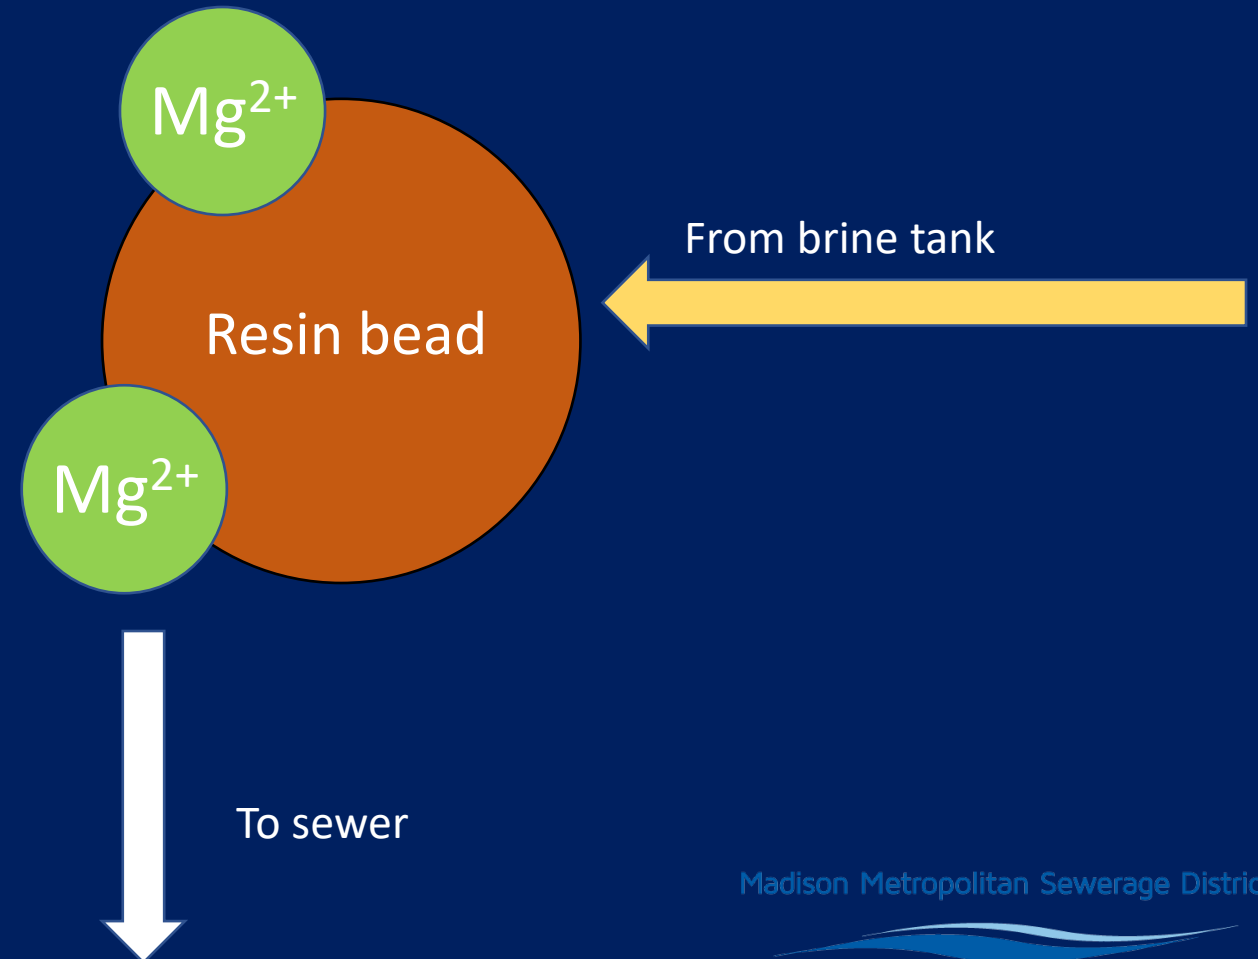 Mg²⁺
From brine tank
Resin bead
Mg²⁺
To sewer
Madison Metropolitan Sewerage Distric